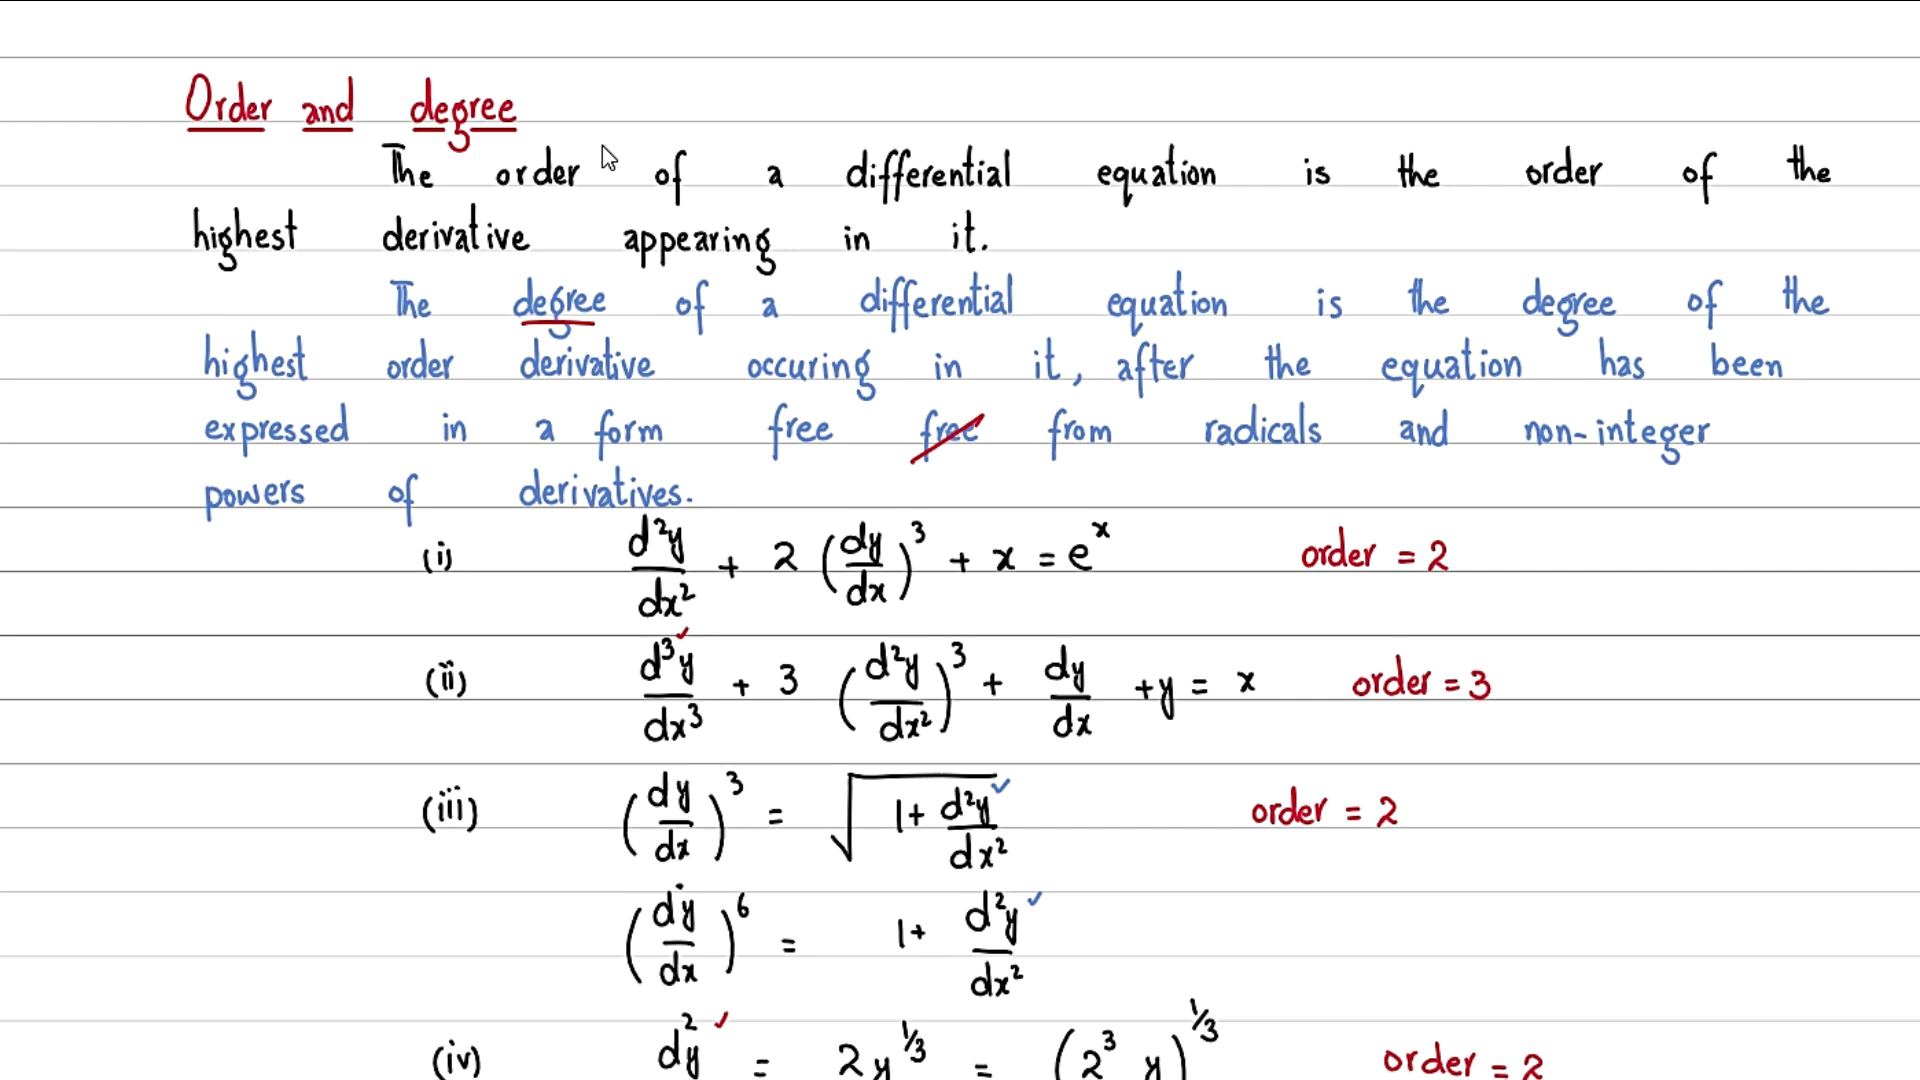 Order and degree
The order of a differential equation is the order of the
highest derivative appearing in it.
The degree of a differential equation is the degree of the
highest order derivative occuring in it, after the equation has been
expressed in a form free free from radicals and non-integer
powers of derivatives.
(i) d²y/dx² + 2 (dy/dx)³ + x = eˣ order = 2
(ii) d³y/dx³ + 3 (d²y/dx²)³ + dy/dx + y = x order = 3
(iii) (dy/dx)³ = √(1 + d²y/dx²) order = 2
(dy/dx)⁶ = 1 + d²y/dx²
(iv) d²y = 2y^(1/3) = (2³ y)^(1/3) order = 2